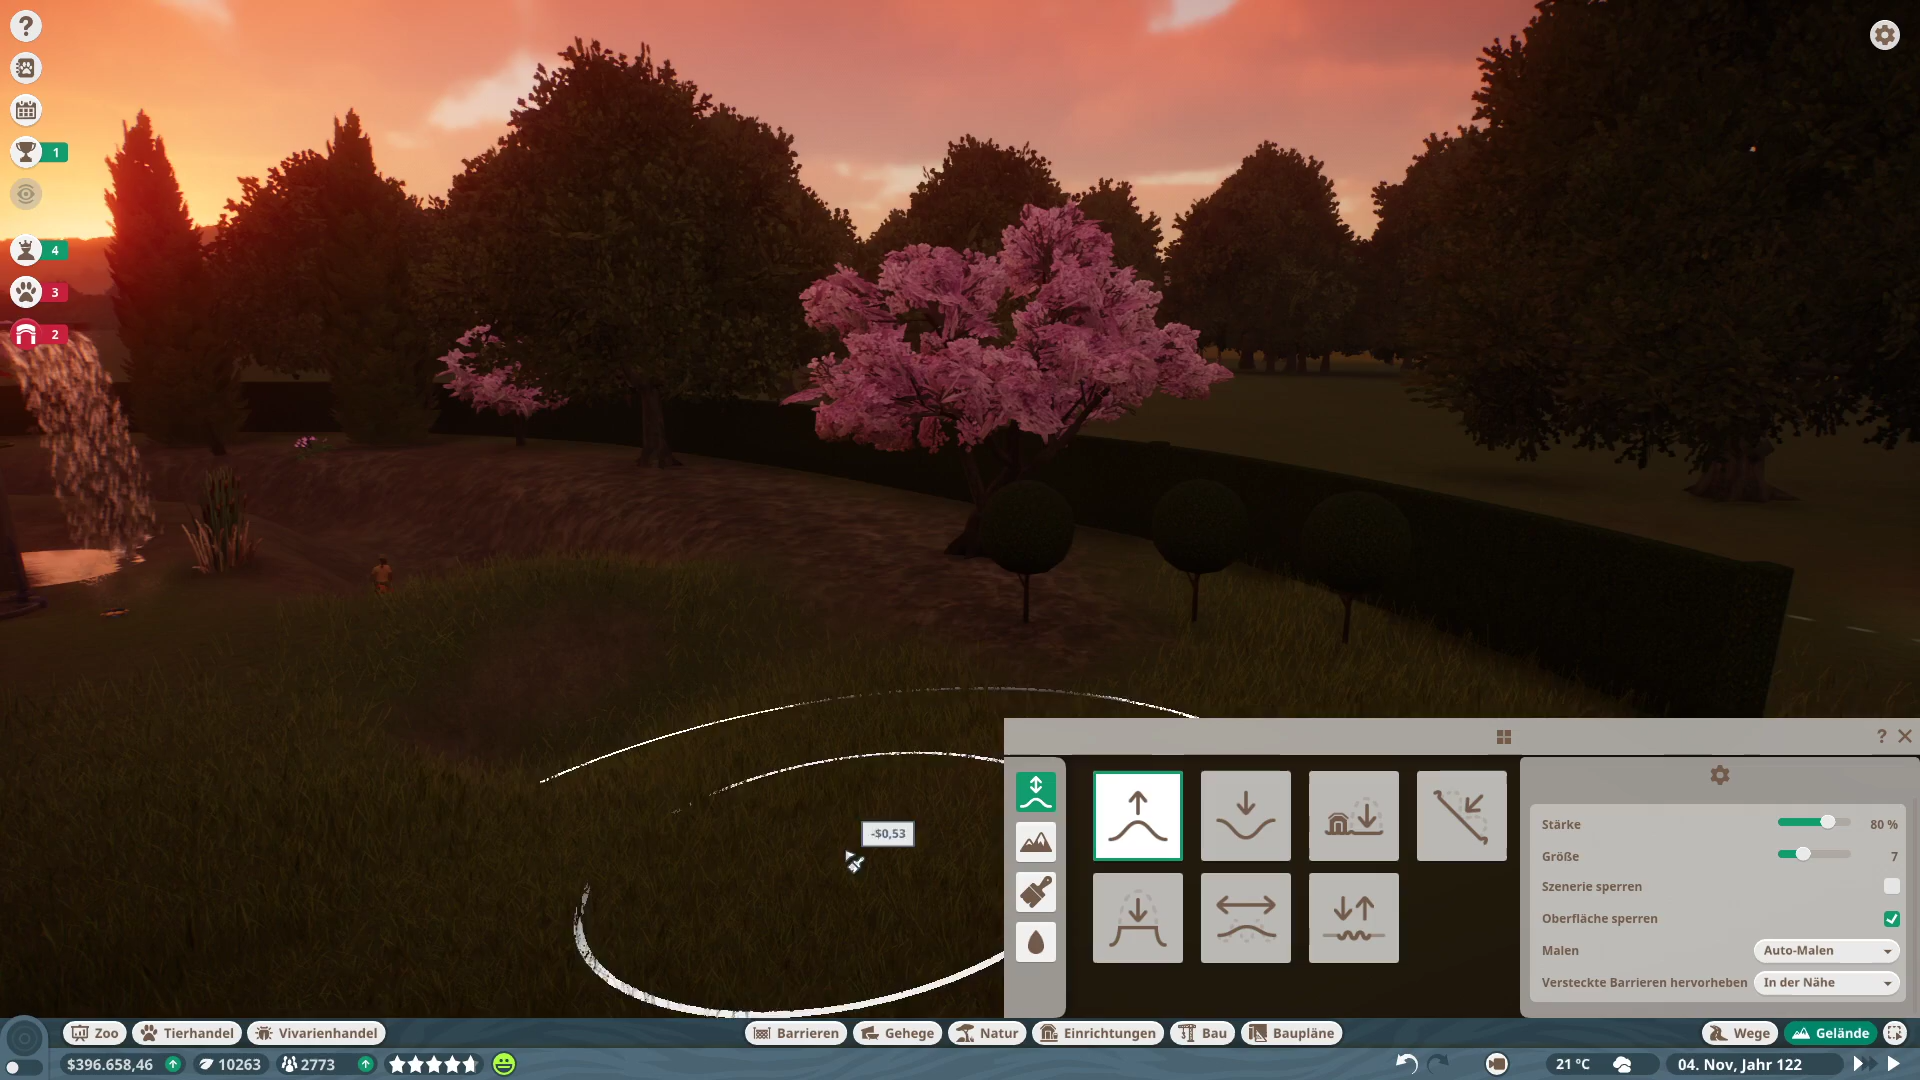 ?
1
4
3
2
-$0,53
?
Stärke 80 %
Größe 7
Szenerie sperren
Oberfläche sperren
Malen Auto-Malen
Versteckte Barrieren hervorheben In der Nähe
Zoo Tierhandel Vivarienhandel Barrieren Gehege Natur Einrichtungen Bau Baupläne Wege Gelände
$396.658,46 10263 2773 21 °C 04. Nov, Jahr 122